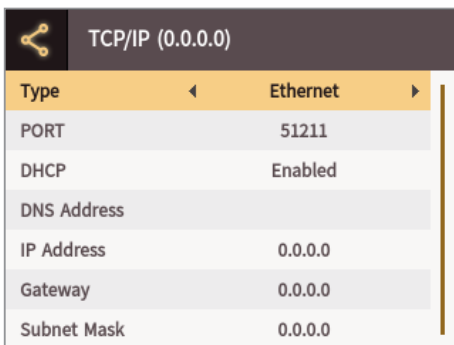 TCP/IP (0.0.0.0)
Type Ethernet
PORT 51211
DHCP Enabled
DNS Address
IP Address 0.0.0.0
Gateway 0.0.0.0
Subnet Mask 0.0.0.0